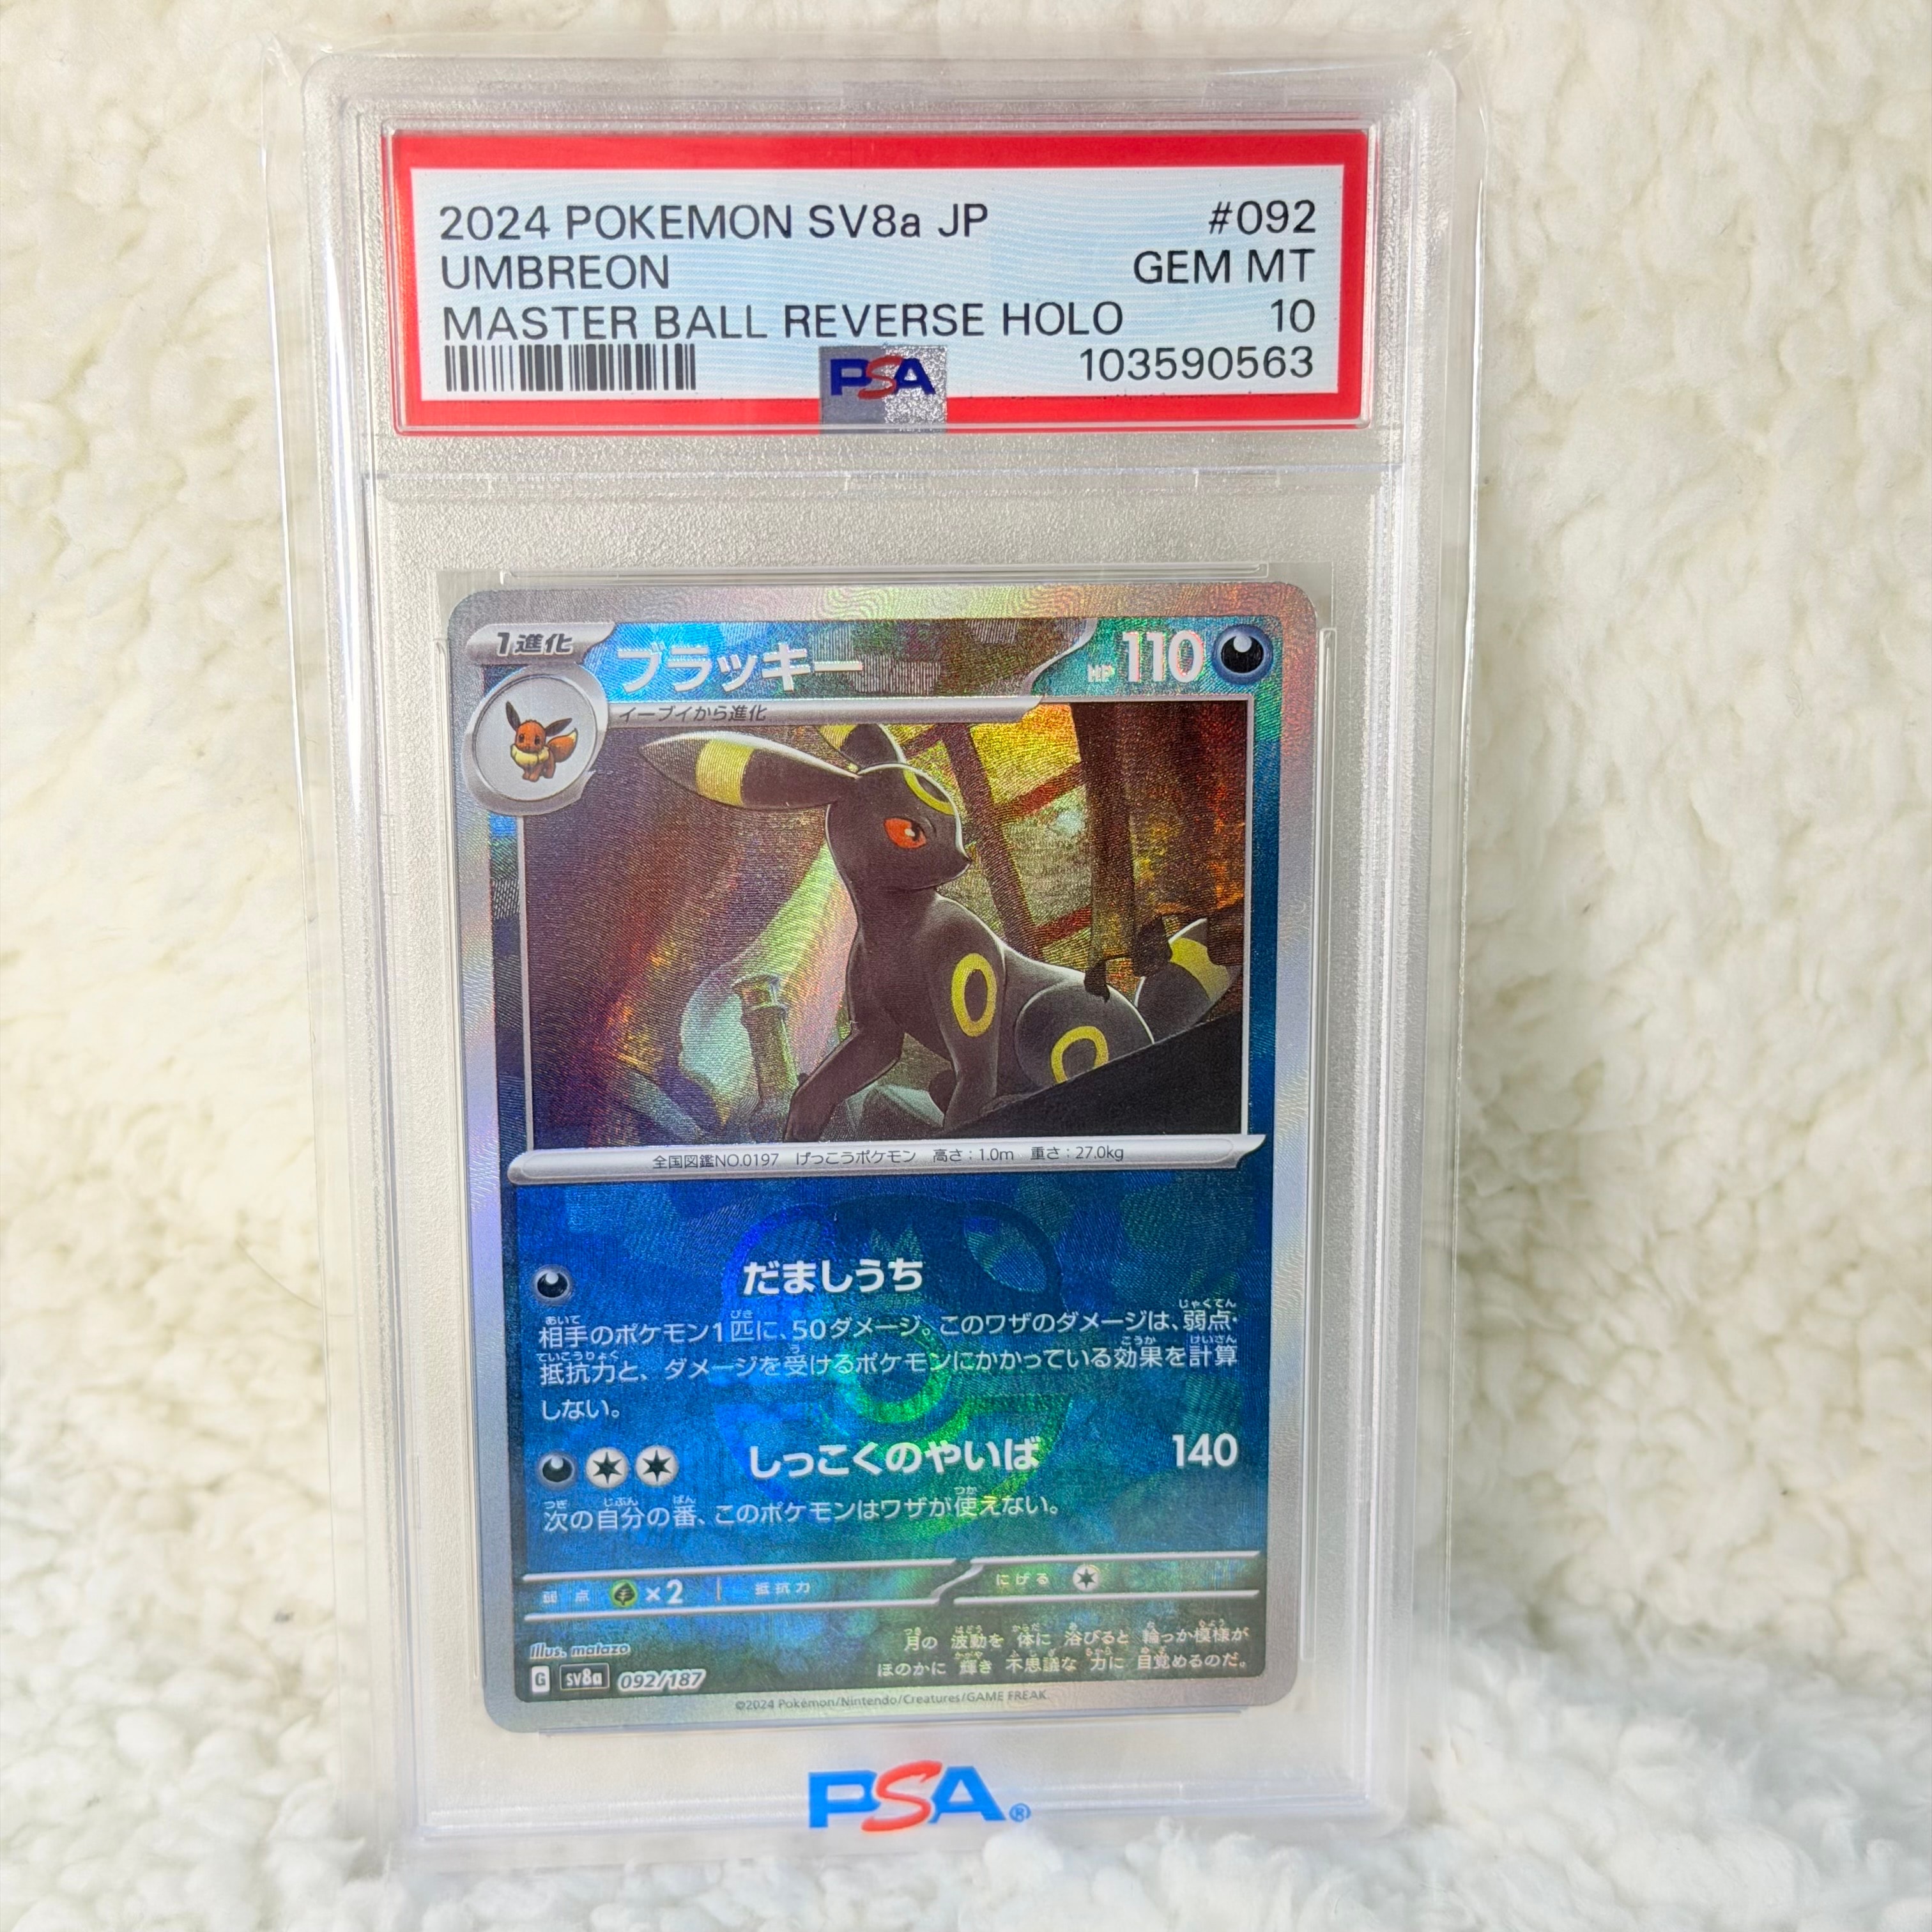 2024 POKEMON SV8a JP #092
UMBREON GEM MT
MASTER BALL REVERSE HOLO 10
PSA 103590563
1進化 ブラッキー HP 110
イーブイから進化
全国図鑑NO.0197 げっこうポケモン 高さ:1.0m 重さ:27.0kg
だましうち
相手のポケモン1匹に、50ダメージ。このワザのダメージは、弱点・
抵抗力と、ダメージを受けるポケモンにかかっている効果を計算
しない。
しっこくのやいば 140
次の自分の番、このポケモンはワザが使えない。
弱点 ×2 抵抗力 にげる
Illus. matazo
月の 波動を 体に 浴びると 輪っか模様が
ほのかに 輝き 不思議な 力に 目覚めるのだ。
G SV8a 092/187
©2024 Pokémon/Nintendo/Creatures/GAME FREAK.
PSA®